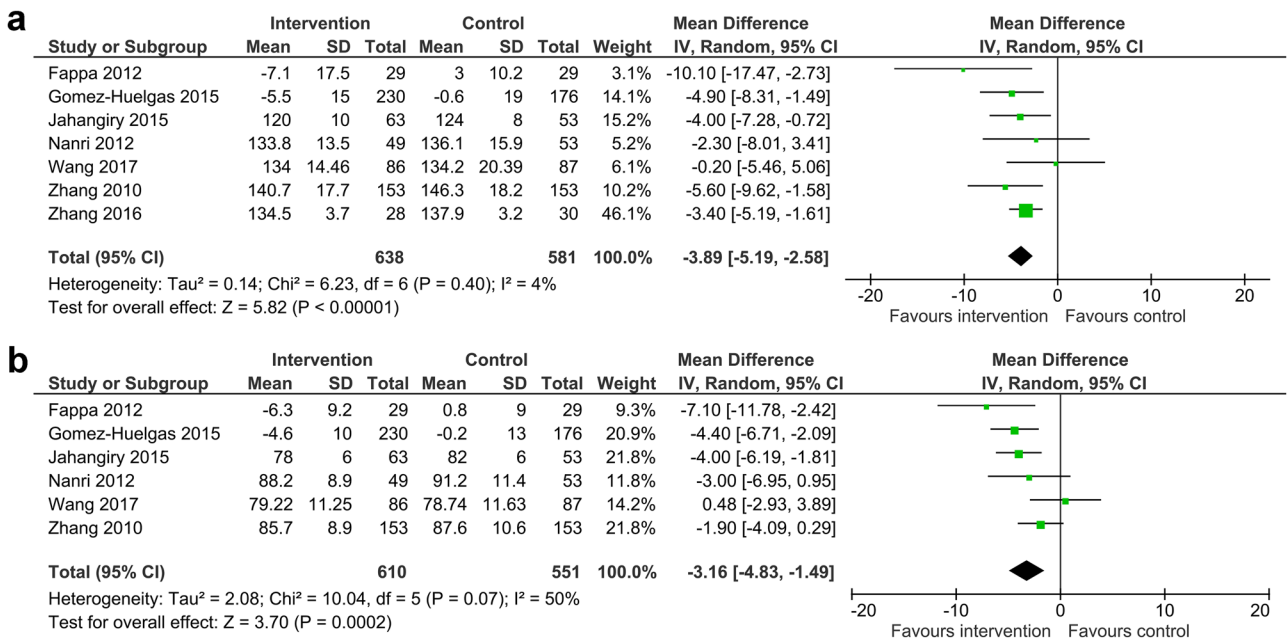 a
Intervention Control Mean Difference Mean Difference
Study or Subgroup Mean SD Total Mean SD Total Weight IV, Random, 95% CI IV, Random, 95% CI
Fappa 2012 -7.1 17.5 29 3 10.2 29 3.1% -10.10 [-17.47, -2.73]
Gomez-Huelgas 2015 -5.5 15 230 -0.6 19 176 14.1% -4.90 [-8.31, -1.49]
Jahangiry 2015 120 10 63 124 8 53 15.2% -4.00 [-7.28, -0.72]
Nanri 2012 133.8 13.5 49 136.1 15.9 53 5.2% -2.30 [-8.01, 3.41]
Wang 2017 134 14.46 86 134.2 20.39 87 6.1% -0.20 [-5.46, 5.06]
Zhang 2010 140.7 17.7 153 146.3 18.2 153 10.2% -5.60 [-9.62, -1.58]
Zhang 2016 134.5 3.7 28 137.9 3.2 30 46.1% -3.40 [-5.19, -1.61]
Total (95% CI) 638 581 100.0% -3.89 [-5.19, -2.58]
Heterogeneity: Tau² = 0.14; Chi² = 6.23, df = 6 (P = 0.40); I² = 4%
Test for overall effect: Z = 5.82 (P < 0.00001)
-20 -10 0 10 20
Favours intervention Favours control
b
Intervention Control Mean Difference Mean Difference
Study or Subgroup Mean SD Total Mean SD Total Weight IV, Random, 95% CI IV, Random, 95% CI
Fappa 2012 -6.3 9.2 29 0.8 9 29 9.3% -7.10 [-11.78, -2.42]
Gomez-Huelgas 2015 -4.6 10 230 -0.2 13 176 20.9% -4.40 [-6.71, -2.09]
Jahangiry 2015 78 6 63 82 6 53 21.8% -4.00 [-6.19, -1.81]
Nanri 2012 88.2 8.9 49 91.2 11.4 53 11.8% -3.00 [-6.95, 0.95]
Wang 2017 79.22 11.25 86 78.74 11.63 87 14.2% 0.48 [-2.93, 3.89]
Zhang 2010 85.7 8.9 153 87.6 10.6 153 21.8% -1.90 [-4.09, 0.29]
Total (95% CI) 610 551 100.0% -3.16 [-4.83, -1.49]
Heterogeneity: Tau² = 2.08; Chi² = 10.04, df = 5 (P = 0.07); I² = 50%
Test for overall effect: Z = 3.70 (P = 0.0002)
-20 -10 0 10 20
Favours intervention Favours control